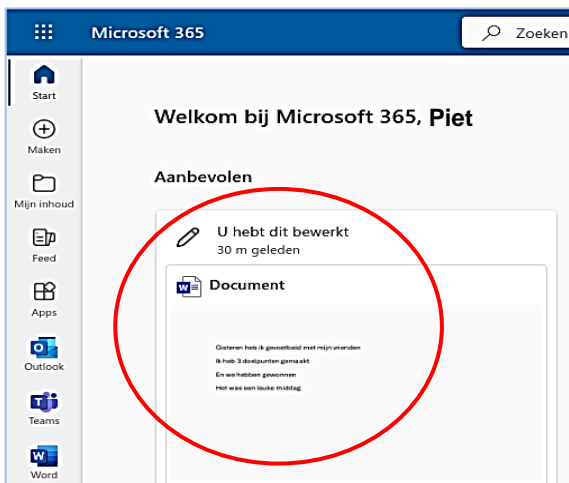 Microsoft 365
Zoeken
Start
Maken
Mijn inhoud
Feed
Apps
Outlook
Teams
Word
Welkom bij Microsoft 365, Piet
Aanbevolen
U hebt dit bewerkt
30 m geleden
Document
Gisteren heb ik gevoetbald met mijn vrienden
Ik heb 3 doelpunten gemaakt
En we hebben gewonnen
Het was een leuke middag